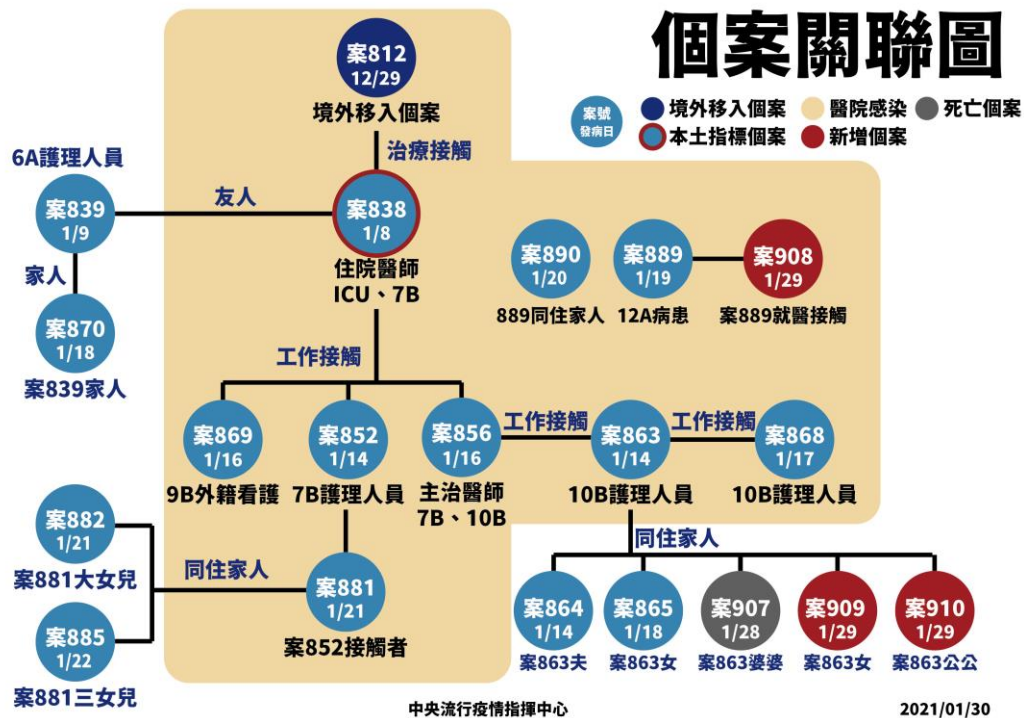 個案關聯圖
案號
發病日
境外移入個案
醫院感染
死亡個案
本土指標個案
新增個案
案812
12/29
境外移入個案
治療接觸
6A護理人員
案839
1/9
友人
案838
1/8
住院醫師
ICU、7B
家人
案870
1/18
案839家人
案890
1/20
889同住家人
案889
1/19
12A病患
案908
1/29
案889就醫接觸
工作接觸
案869
1/16
9B外籍看護
案852
1/14
7B護理人員
案856
1/16
主治醫師
7B、10B
工作接觸
案863
1/14
10B護理人員
工作接觸
案868
1/17
10B護理人員
案882
1/21
案881大女兒
同住家人
案881
1/21
案852接觸者
案885
1/22
案881三女兒
同住家人
案864
1/14
案863夫
案865
1/18
案863女
案907
1/28
案863婆婆
案909
1/29
案863女
案910
1/29
案863公公
中央流行疫情指揮中心
2021/01/30